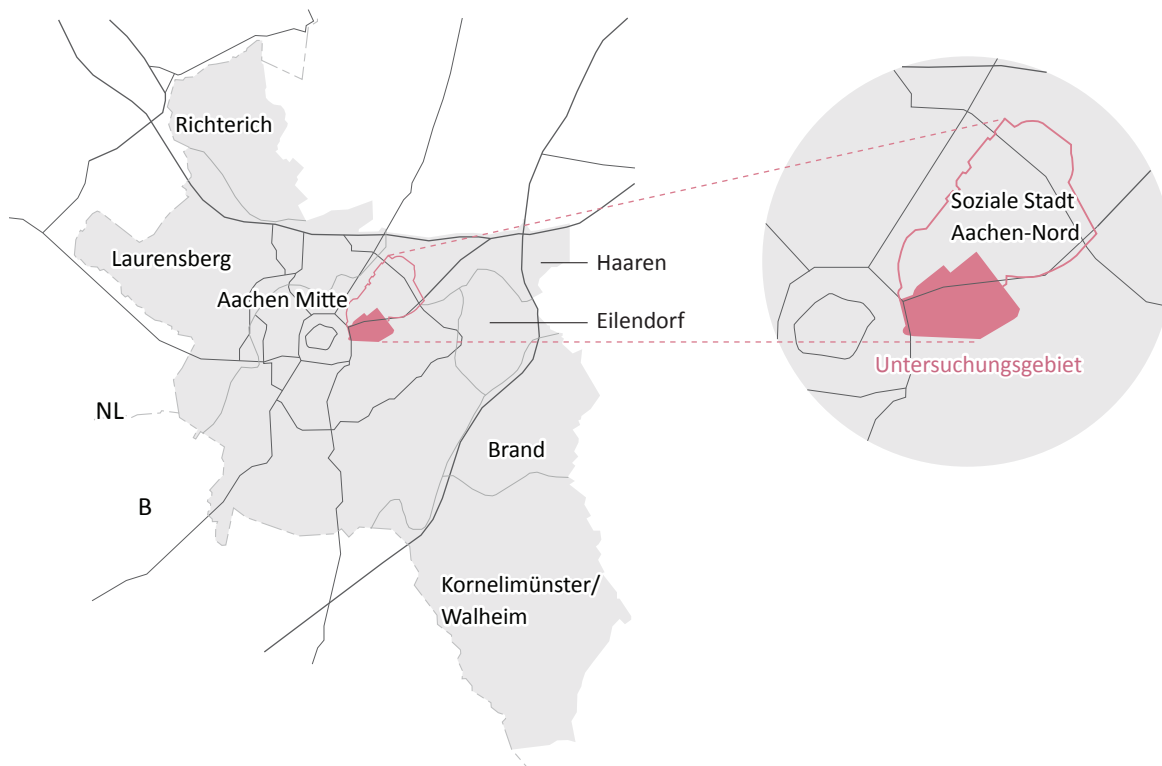 Richterich
Laurensberg
Aachen Mitte
Haaren
Eilendorf
NL
Brand
B
Kornelimünster/
Walheim
Soziale Stadt
Aachen-Nord
Untersuchungsgebiet